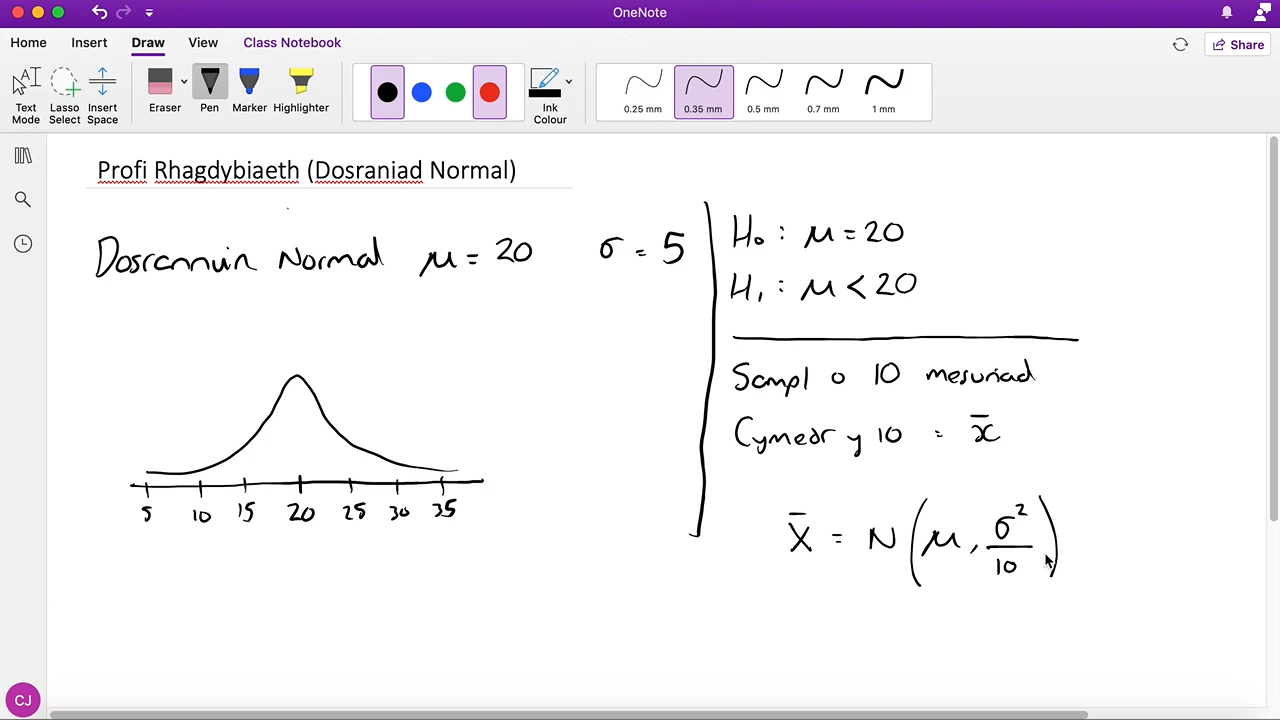 OneNote
Home Insert Draw View Class Notebook
Share
Text Mode
Lasso Select
Insert Space
Eraser
Pen
Marker
Highlighter
Ink Colour
0.25 mm
0.35 mm
0.5 mm
0.7 mm
1 mm
Profi Rhagdybiaeth (Dosraniad Normal)
Dosrannuin Normal μ = 20 σ = 5
5 10 15 20 25 30 35
H₀ : μ = 20
H₁ : μ < 20
Sampl o 10 mesuriad
Cymedr y 10 = x̄
X̄ = N(μ, σ²/10)
CJ